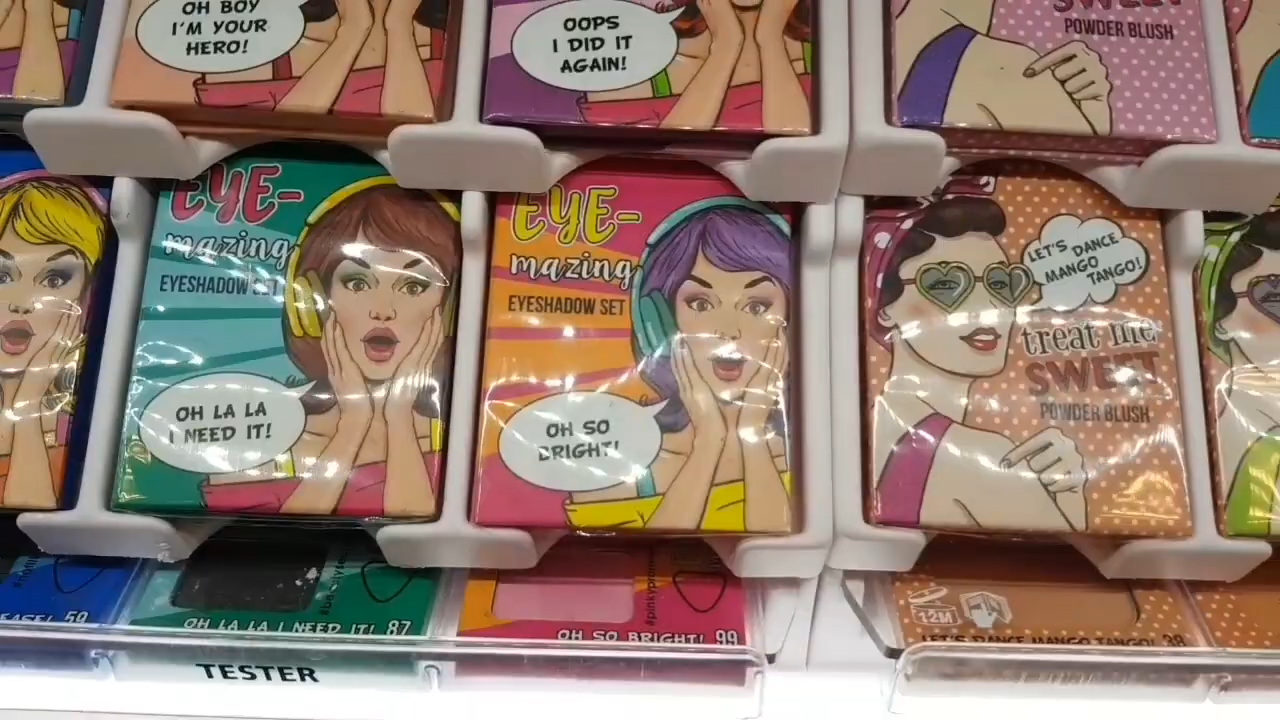 OH BOY
I'M YOUR
HERO!
OOPS
I DID IT
AGAIN!
SWEET
POWDER BLUSH
EYE-
mazing
EYESHADOW SET
OH LA LA
I NEED IT!
EYE-
mazing
EYESHADOW SET
OH SO
BRIGHT!
LET'S DANCE
MANGO
TANGO!
treat me
SWEET
POWDER BLUSH
59
OH LA LA I NEED IT! 87
OH SO BRIGHT! 99
12M
LET'S DANCE MANGO TANGO! 38
TESTER